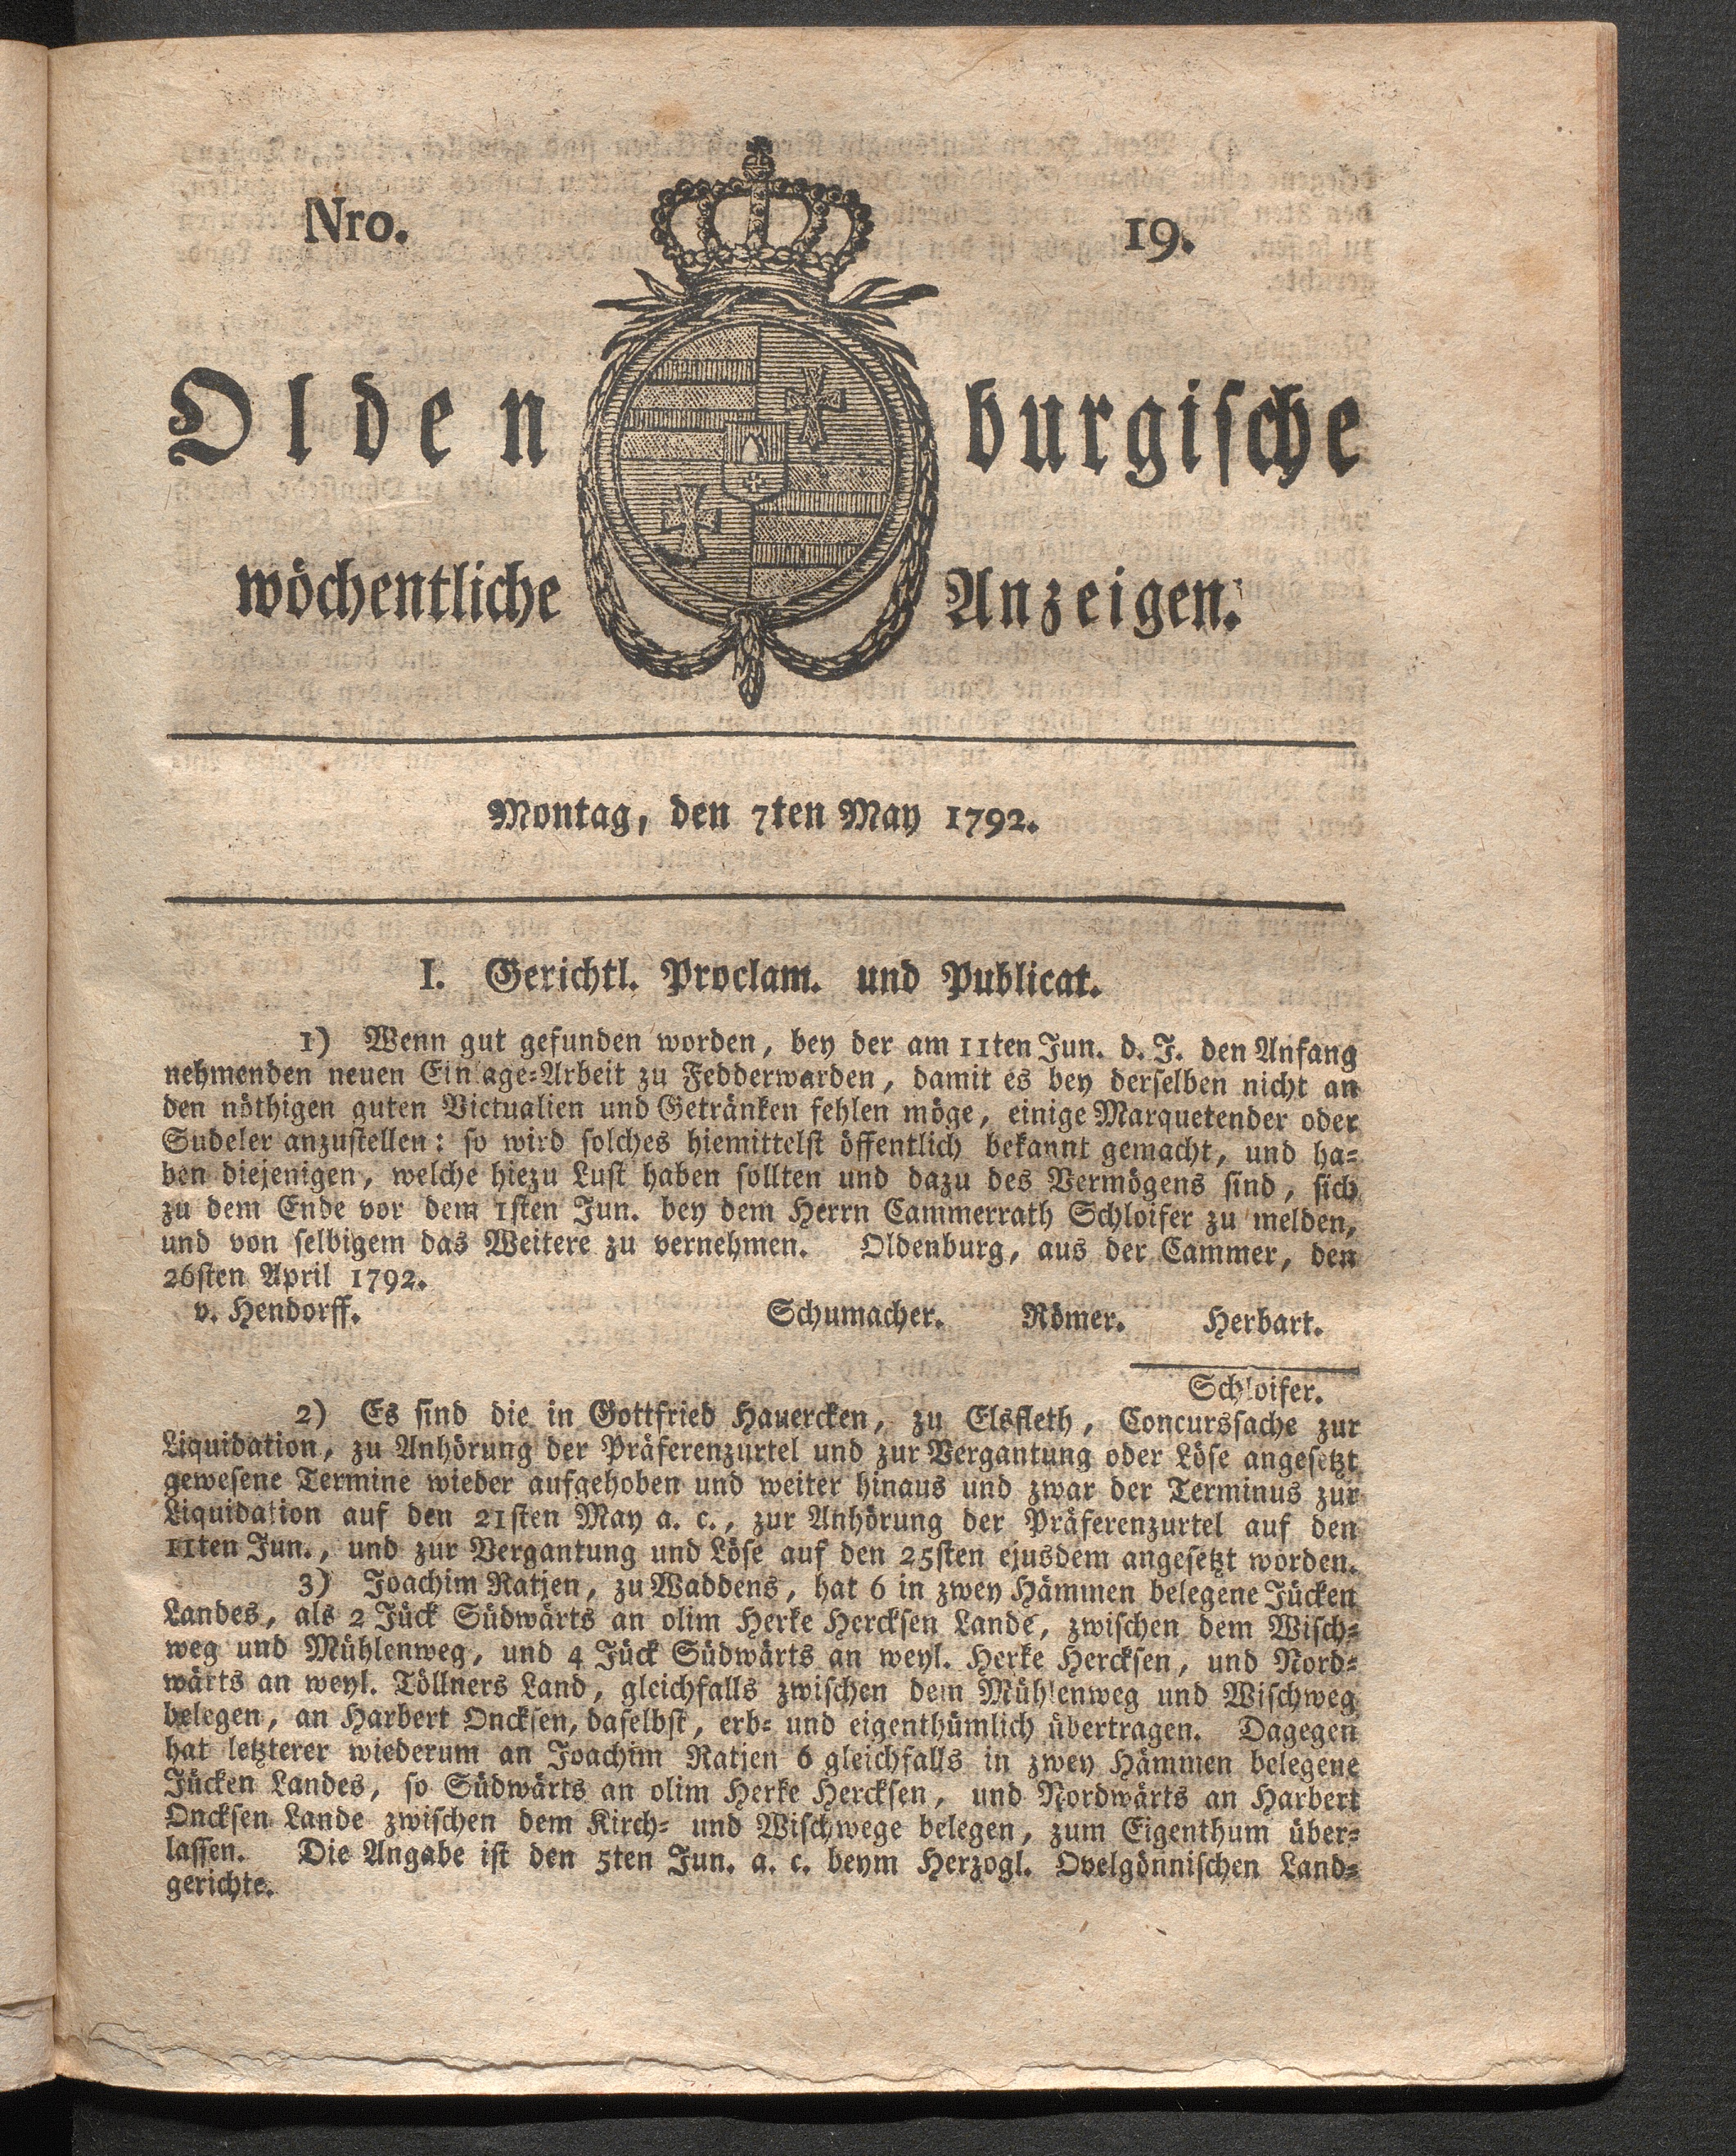 Nro. 19.
Oldenburgische
wöchentliche Anzeigen.
Montag, den 7ten May 1792.
I. Gerichtl. Proclam. und Publicat.
1) Wenn gut gefunden worden, bey der am 11ten Jun. d. J. den Anfang
nehmenden neuen Einlage-Arbeit zu Fedderwarden, damit es bey derselben nicht an
den nöthigen guten Victualien und Getränken fehlen möge, einige Marquetender oder
Sudeler anzustellen: so wird solches hiemittelst öffentlich bekannt gemacht, und ha-
ben diejenigen, welche hiezu Lust haben sollten und dazu des Vermögens sind, sich
zu dem Ende vor dem 1sten Jun. bey dem Herrn Cammerrath Schloifer zu melden,
und von selbigem das Weitere zu vernehmen. Oldenburg, aus der Cammer, den
26sten April 1792.
v. Hendorff. Schumacher. Römer. Herbart.
Schloifer.
2) Es sind die in Gottfried Hauercken, zu Elsfleth, Concurssache zur
Liquidation, zu Anhörung der Präferenzurtel und zur Vergantung oder Löse angesetzt
gewesene Termine wieder aufgehoben und weiter hinaus und zwar der Terminus zur
Liquidation auf den 21sten May a. c., zur Anhörung der Präferenzurtel auf den
11ten Jun., und zur Vergantung und Löse auf den 25sten ejusdem angesetzt worden.
3) Joachim Ratjen, zu Waddens, hat 6 in zwey Hämmen belegene Jücken
Landes, als 2 Jück Südwärts an olim Herke Hercksen Lande, zwischen dem Wisch-
weg und Mühlenweg, und 4 Jück Südwärts an weyl. Herke Hercksen, und Nord-
wärts an weyl. Töllners Land, gleichfalls zwischen dem Mühlenweg und Wischweg
belegen, an Harbert Oncksen, daselbst, erb- und eigenthümlich übertragen. Dagegen
hat letzterer wiederum an Joachim Ratjen 6 gleichfalls in zwey Hämmen belegene
Jücken Landes, so Südwärts an olim Herke Hercksen, und Nordwärts an Harbert
Oncksen Lande zwischen dem Kirch- und Wischwege belegen, zum Eigenthum über-
lassen. Die Angabe ist den 5ten Jun. a. c. beym Herzogl. Ovelgönnischen Land-
gerichte.